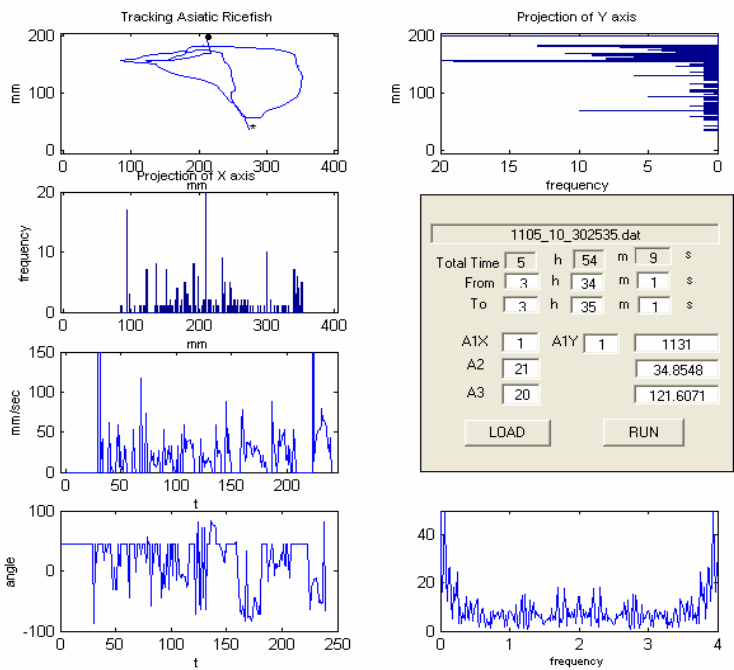 Tracking Asiatic Ricefish
200
100
0
mm
0 100 200 300 400
mm
Projection of Y axis
200
100
0
mm
20 15 10 5 0
frequency
Projection of X axis
20
10
0
frequency
0 100 200 300 400
mm
1105_10_302535.dat
Total Time 5 h 54 m 9 s
From 3 h 34 m 1 s
To 3 h 35 m 1 s
A1X 1 A1Y 1 1131
A2 21 34.8548
A3 20 121.6071
LOAD RUN
150
100
50
0
mm/sec
0 50 100 150 200
t
100
0
-100
angle
0 50 100 150 200 250
t
40
20
0
0 1 2 3 4
frequency